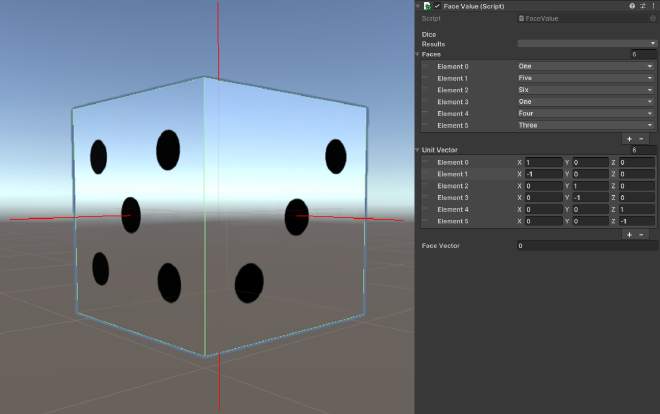 Face Value (Script)
Script FaceValue
Dice
Results
Faces 6
Element 0 One
Element 1 Five
Element 2 Six
Element 3 One
Element 4 Four
Element 5 Three
+ −
Unit Vector 6
Element 0 X 1 Y 0 Z 0
Element 1 X -1 Y 0 Z 0
Element 2 X 0 Y 1 Z 0
Element 3 X 0 Y -1 Z 0
Element 4 X 0 Y 0 Z 1
Element 5 X 0 Y 0 Z -1
+ −
Face Vector 0